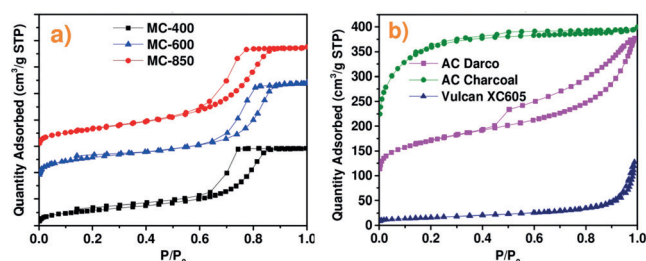 a)
MC-400
MC-600
MC-850
Quantity Adsorbed (cm³/g STP)
0.0 0.2 0.4 0.6 0.8 1.0
P/P₀
b)
AC Darco
AC Charcoal
Vulcan XC605
Quantity Adsorbed (cm³/g STP)
400
350
300
250
200
150
100
50
0
0.0 0.2 0.4 0.6 0.8 1.0
P/P₀